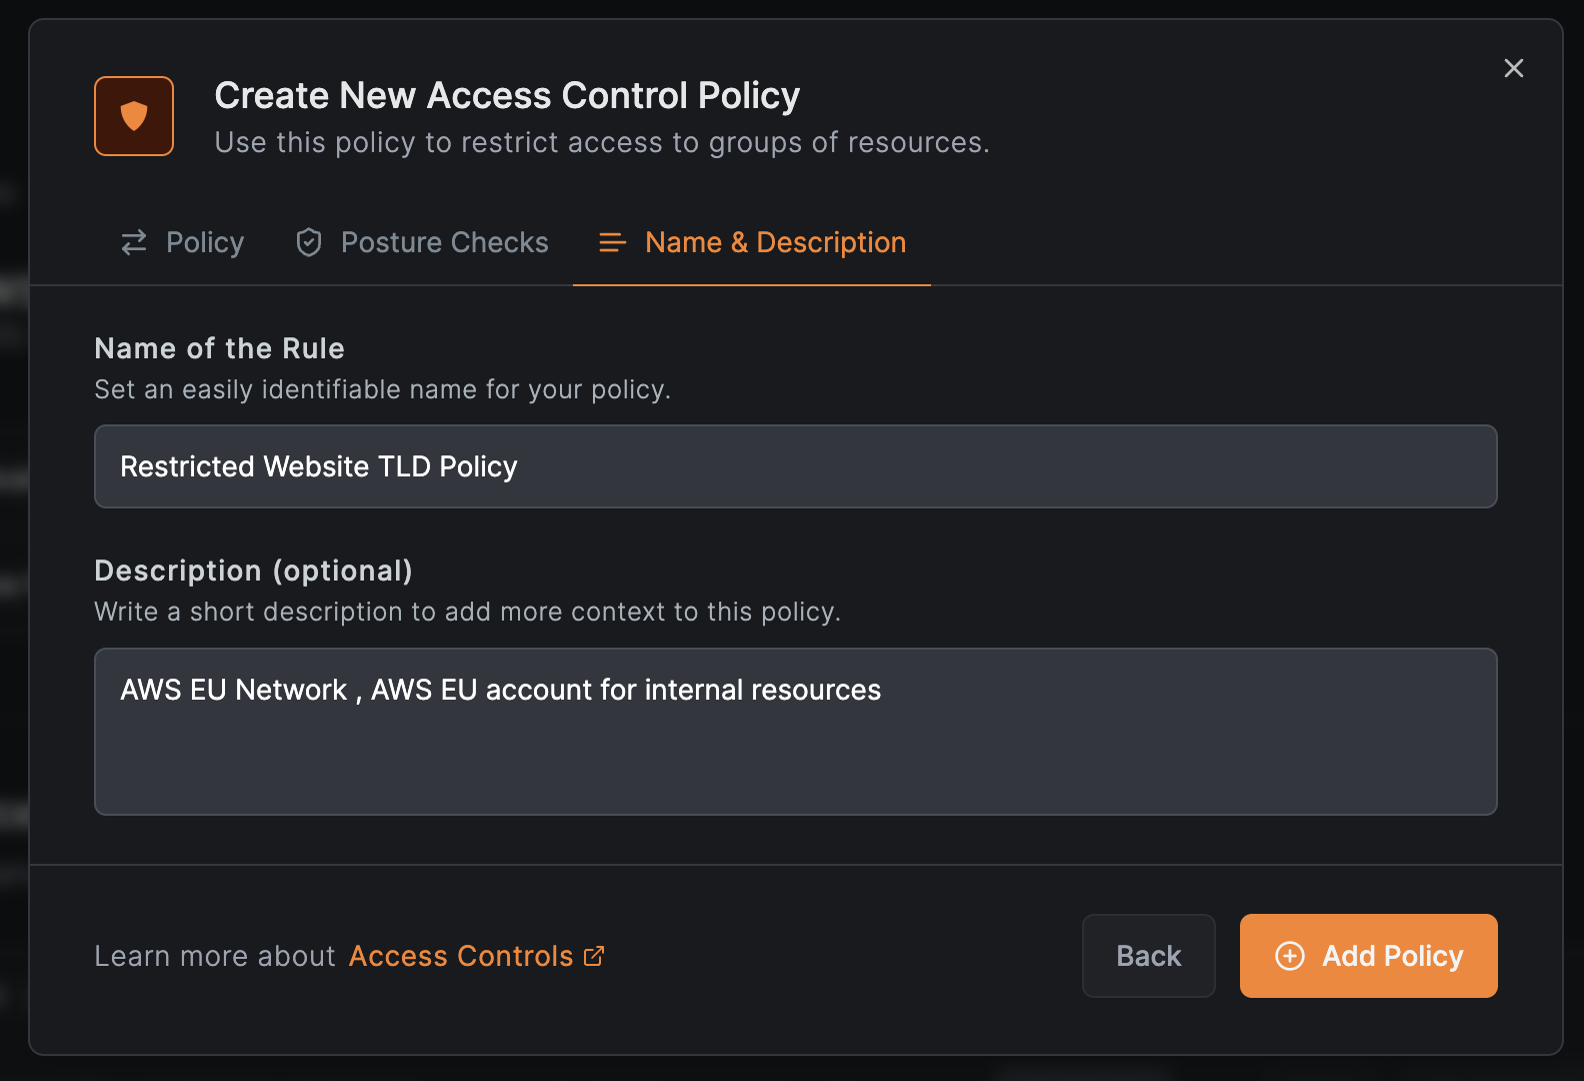 Create New Access Control Policy
Use this policy to restrict access to groups of resources.
Policy
Posture Checks
Name & Description
Name of the Rule
Set an easily identifiable name for your policy.
Restricted Website TLD Policy
Description (optional)
Write a short description to add more context to this policy.
AWS EU Network , AWS EU account for internal resources
Learn more about Access Controls
Back
Add Policy